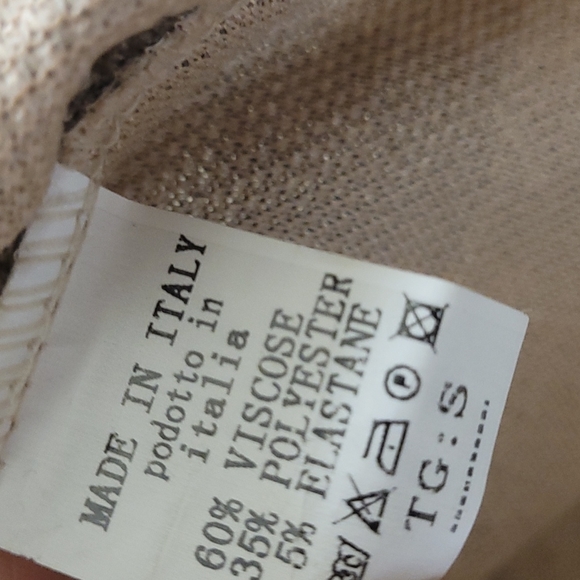 MADE IN ITALY
podotto in
italia
60% VISCOSE
35% POLYESTER
5% ELASTANE
P
TG:S